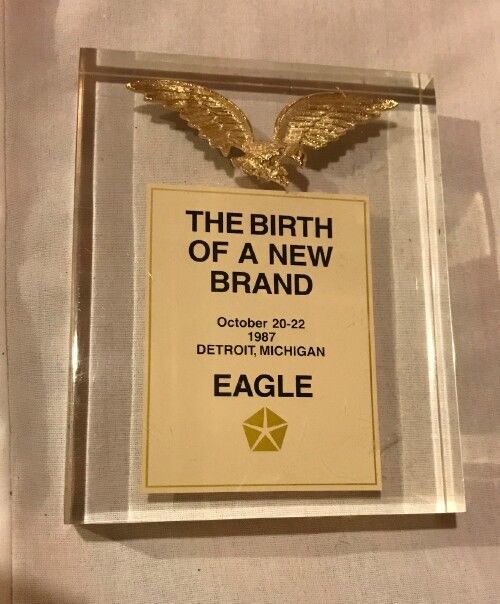 THE BIRTH
OF A NEW
BRAND
October 20-22
1987
DETROIT, MICHIGAN
EAGLE